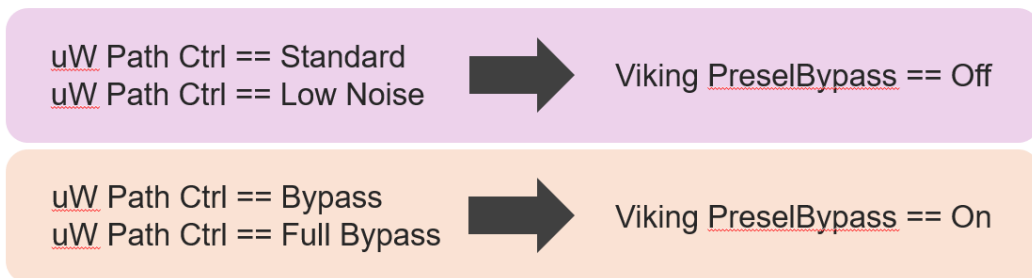 uW Path Ctrl == Standard
uW Path Ctrl == Low Noise
Viking PreselBypass == Off
uW Path Ctrl == Bypass
uW Path Ctrl == Full Bypass
Viking PreselBypass == On